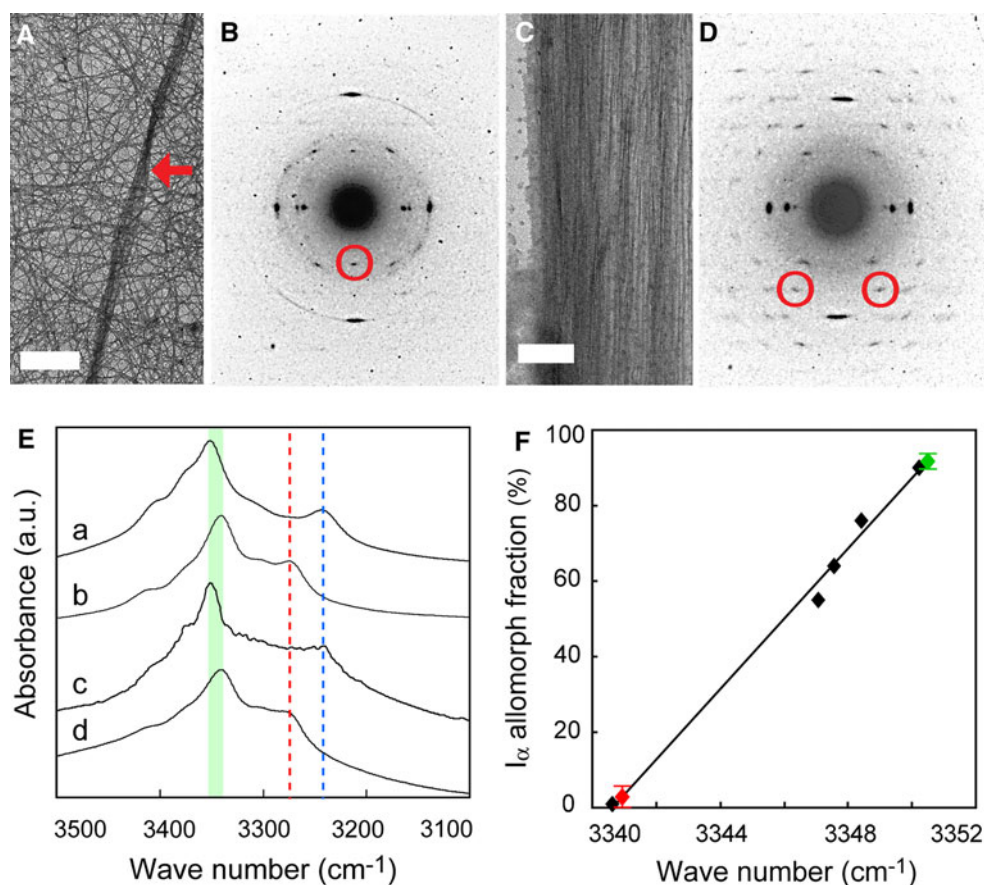 A
B
C
D
E
a
b
c
d
Absorbance (a.u.)
3500 3400 3300 3200 3100
Wave number (cm⁻¹)
F
100
80
60
40
20
0
Iα allomorph fraction (%)
3340 3344 3348 3352
Wave number (cm⁻¹)